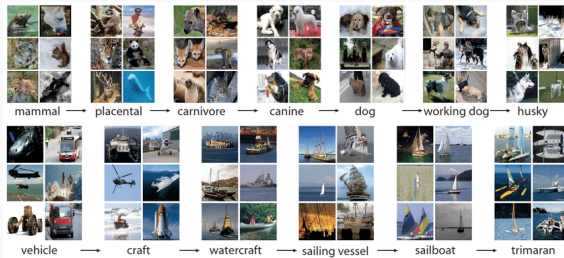 mammal → placental → carnivore → canine → dog → working dog → husky
vehicle → craft → watercraft → sailing vessel → sailboat → trimaran